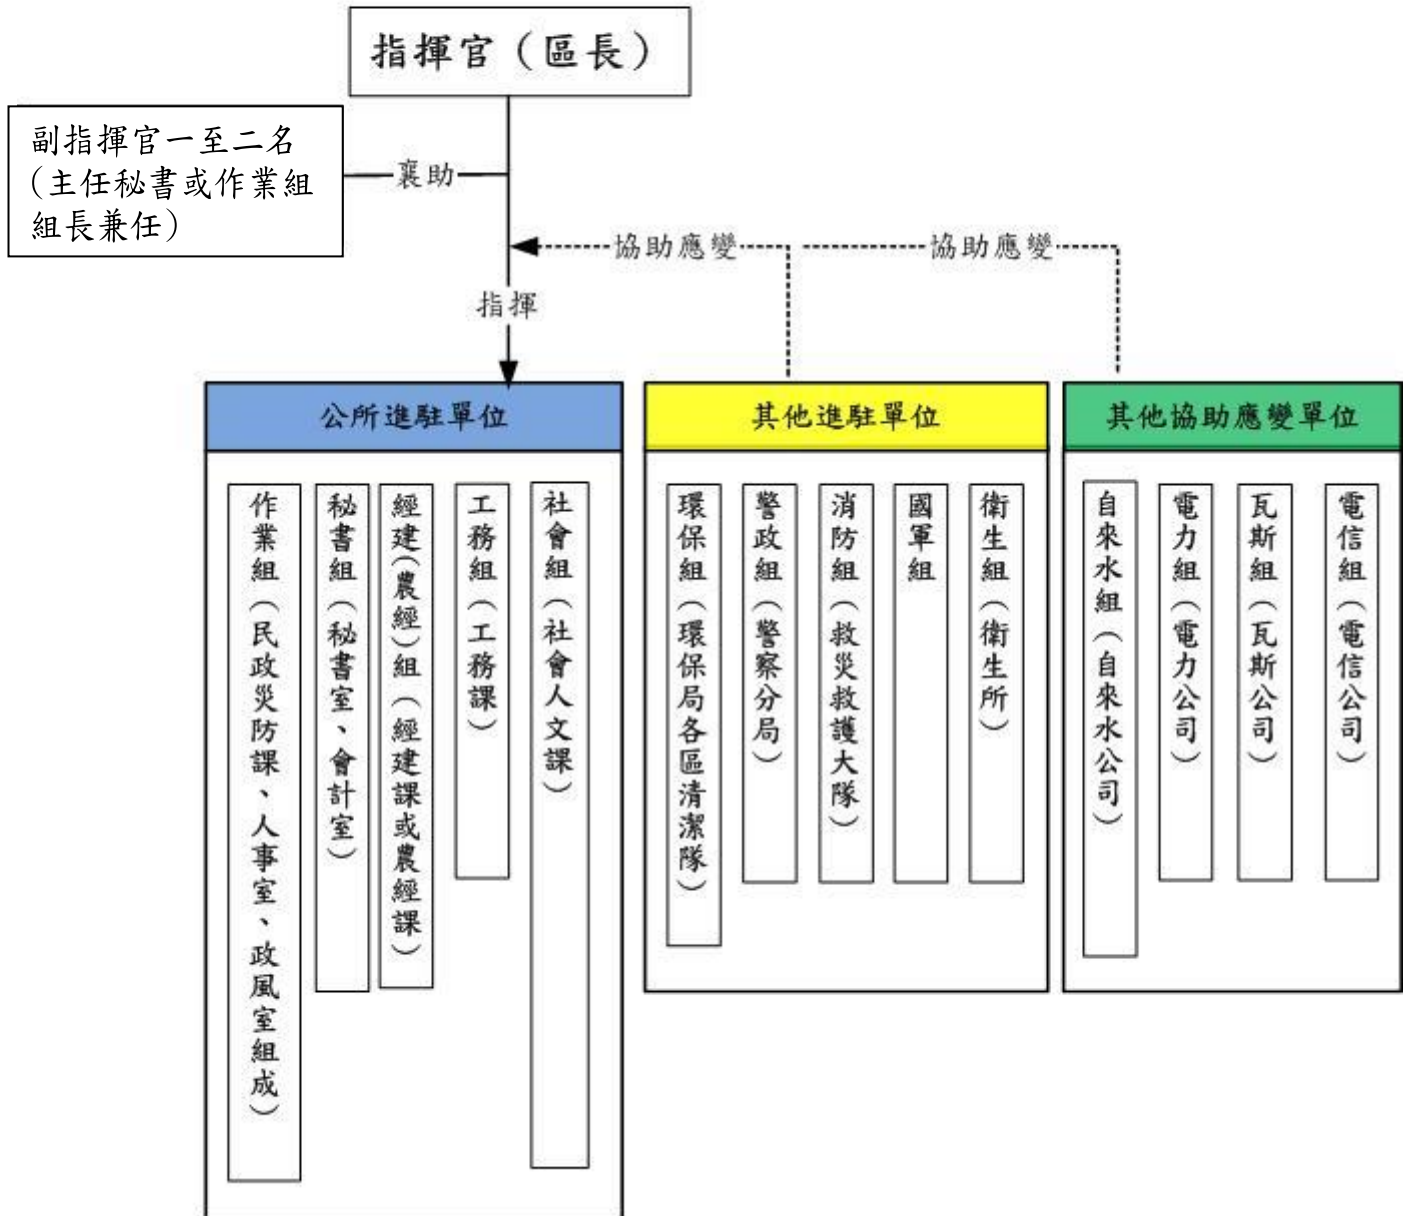 指揮官（區長）
副指揮官一至二名
（主任秘書或作業組
組長兼任）
襄助
協助應變
協助應變
指揮
公所進駐單位
作業組（民政災防課、人事室、政風室組成）
秘書組（秘書室、會計室）
經建（農經）組（經建課或農經課）
工務組（工務課）
社會組（社會人文課）
其他進駐單位
環保組（環保局各區清潔隊）
警政組（警察分局）
消防組（救災救護大隊）
國軍組
衛生組（衛生所）
其他協助應變單位
自來水組（自來水公司）
電力組（電力公司）
瓦斯組（瓦斯公司）
電信組（電信公司）